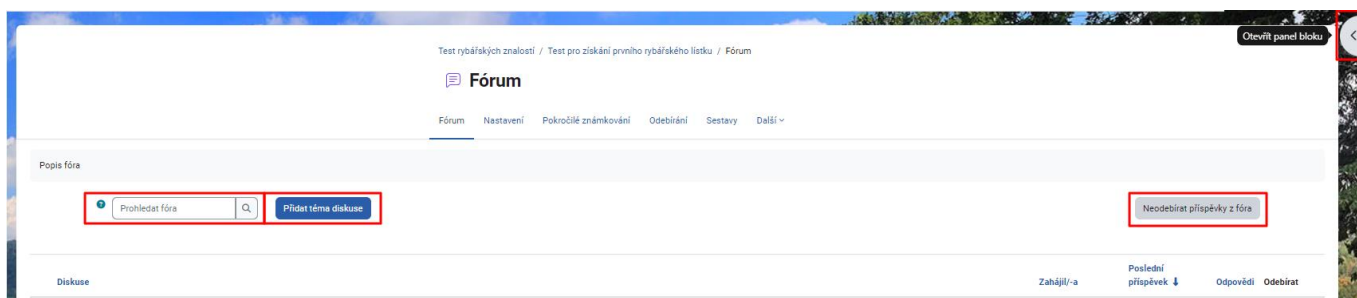 Otevřít panel bloku
Test rybářských znalostí / Test pro získání prvního rybářského lístku / Fórum
Fórum
Fórum Nastavení Pokročilé známkování Odebírání Sestavy Další
Popis fóra
Prohledat fóra Přidat téma diskuse Neodebírat příspěvky z fóra
Diskuse Zahájil/-a Poslední příspěvek Odpovědí Odebírat